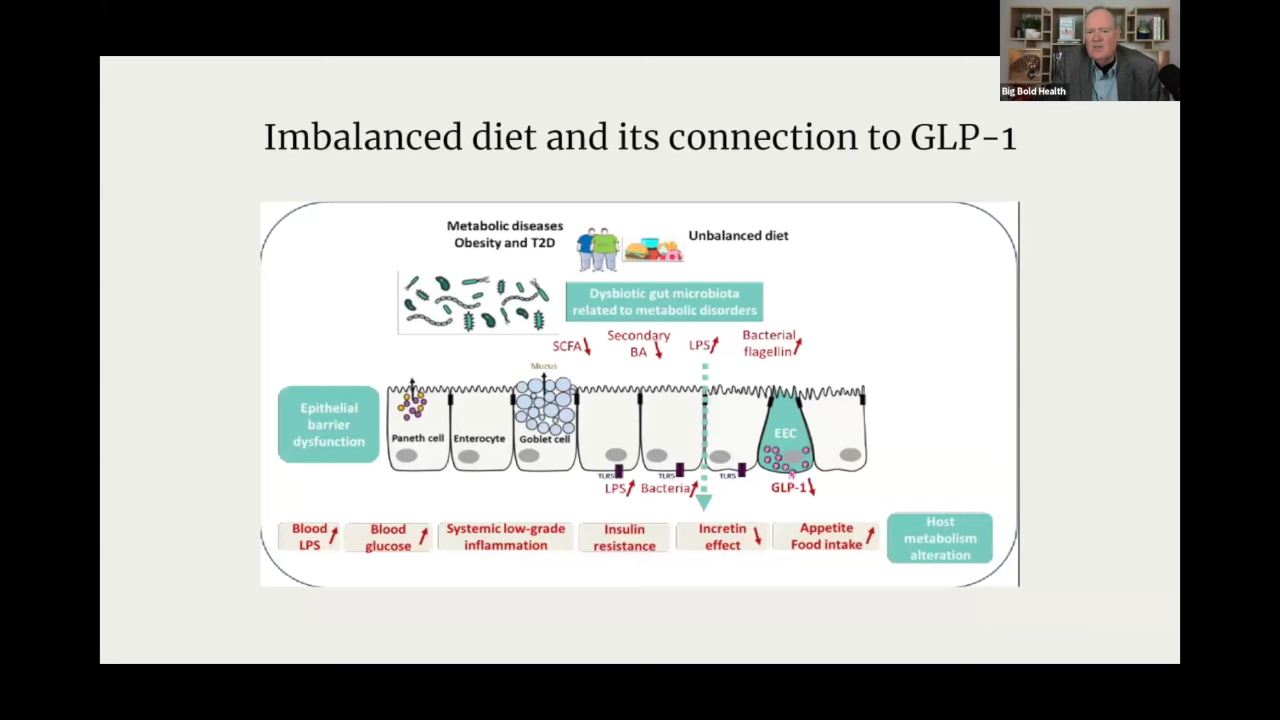 Big Bold Health
Imbalanced diet and its connection to GLP-1
Metabolic diseases
Obesity and T2D
Unbalanced diet
Dysbiotic gut microbiota
related to metabolic disorders
SCFA
Secondary
BA
LPS
Bacterial
flagellin
Mucus
Epithelial
barrier
dysfunction
Paneth cell
Enterocyte
Goblet cell
EEC
TLR5
TLR5
TLR5
LPS
Bacteria
GLP-1
Blood
LPS
Blood
glucose
Systemic low-grade
inflammation
Insulin
resistance
Incretin
effect
Appetite
Food intake
Host
metabolism
alteration